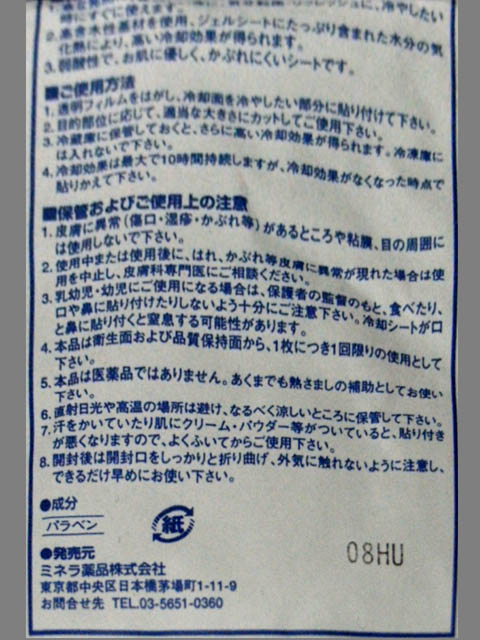 時にすぐに使えます。
2. 高含水性基材を使用、ジェルシートにたっぷり含まれた水分の気
化熱により、高い冷却効果が得られます。
3. 弱酸性で、お肌に優しく、かぶれにくいシートです。
■ご使用方法
1. 透明フィルムをはがし、冷却面を冷やしたい部分に貼り付けて下さい。
2. 目的部位に応じて、適当な大きさにカットしてご使用下さい。
3. 冷蔵庫に保管しておくと、さらに高い冷却効果が得られます。冷凍庫に
は入れないで下さい。
4. 冷却効果は最大で10時間持続しますが、冷却効果がなくなった時点で
貼りかえて下さい。
■保管およびご使用上の注意
1. 皮膚に異常(傷口・湿疹・かぶれ等)があるところや粘膜、目の周囲に
は使用しないで下さい。
2. 使用中または使用後に、はれ、かぶれ等皮膚に異常が現れた場合は使
用を中止し、皮膚科専門医にご相談ください。
3. 乳幼児・幼児にご使用になる場合は、保護者の監督のもと、食べたり、
口や鼻に貼り付けたりしないよう十分にご注意下さい。冷却シートが口
と鼻に貼り付くと窒息する可能性があります。
4. 本品は衛生面および品質保持面から、1枚につき1回限りの使用として
下さい。
5. 本品は医薬品ではありません。あくまでも熱さましの補助としてお使い
下さい。
6. 直射日光や高温の場所は避け、なるべく涼しいところに保管して下さい。
7. 汗をかいていたり肌にクリーム・パウダー等がついていると、貼り付き
が悪くなりますので、よくふいてからご使用下さい。
8. 開封後は開封口をしっかりと折り曲げ、外気に触れないように注意し、
できるだけ早めにお使い下さい。
●成分
パラベン
紙
08HU
●発売元
ミネラ薬品株式会社
東京都中央区日本橋茅場町1-11-9
お問合せ先 TEL.03-5651-0360